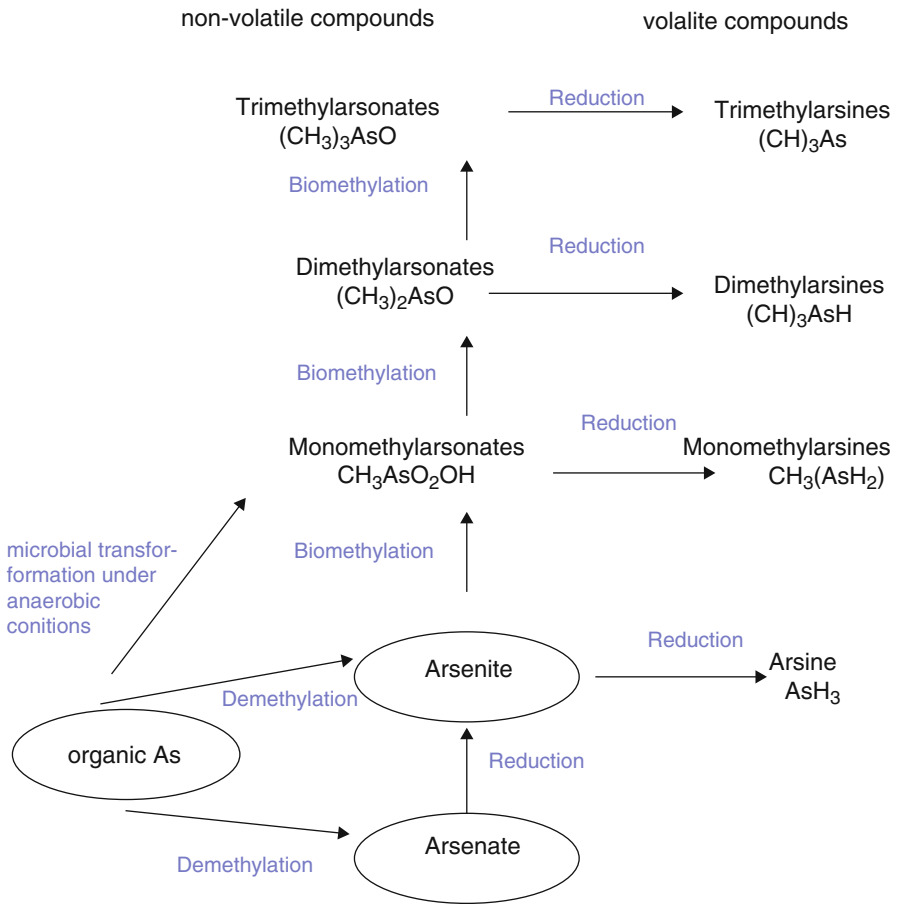 non-volatile compounds
volalite compounds
Trimethylarsonates
(CH₃)₃AsO
Reduction
Trimethylarsines
(CH)₃As
Biomethylation
Dimethylarsonates
(CH₃)₂AsO
Reduction
Dimethylarsines
(CH)₃AsH
Biomethylation
Monomethylarsonates
CH₃AsO₂OH
Reduction
Monomethylarsines
CH₃(AsH₂)
microbial transfor-
formation under
anaerobic
conitions
Biomethylation
Arsenite
Reduction
Arsine
AsH₃
Demethylation
organic As
Reduction
Arsenate
Demethylation